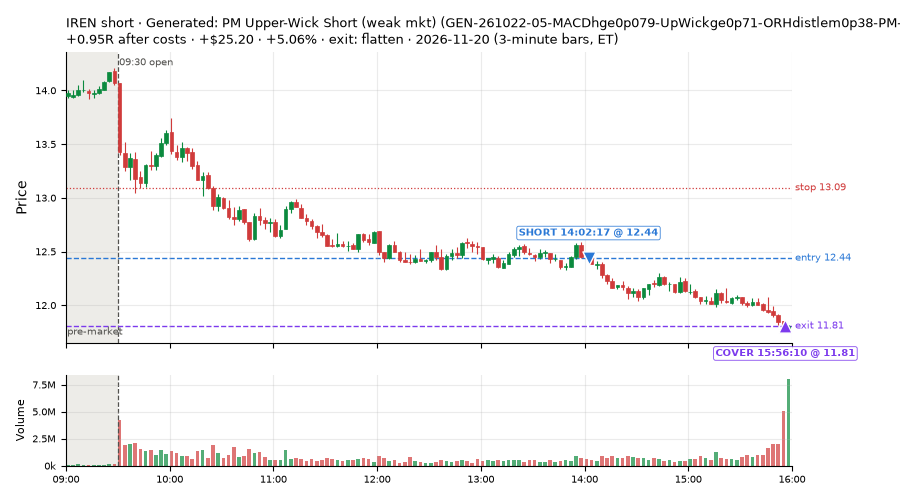 IREN short · Generated: PM Upper-Wick Short (weak mkt) (GEN-261022-05-MACDhge0p079-UpWickge0p71-ORHdistlem0p38-PM-
+0.95R after costs · +$25.20 · +5.06% · exit: flatten · 2026-11-20 (3-minute bars, ET)
09:30 open
14.0
13.5
13.0
12.5
12.0
Price
stop 13.09
SHORT 14:02:17 @ 12.44
entry 12.44
exit 11.81
pre-market
COVER 15:56:10 @ 11.81
7.5M
5.0M
2.5M
0k
Volume
09:00 10:00 11:00 12:00 13:00 14:00 15:00 16:00